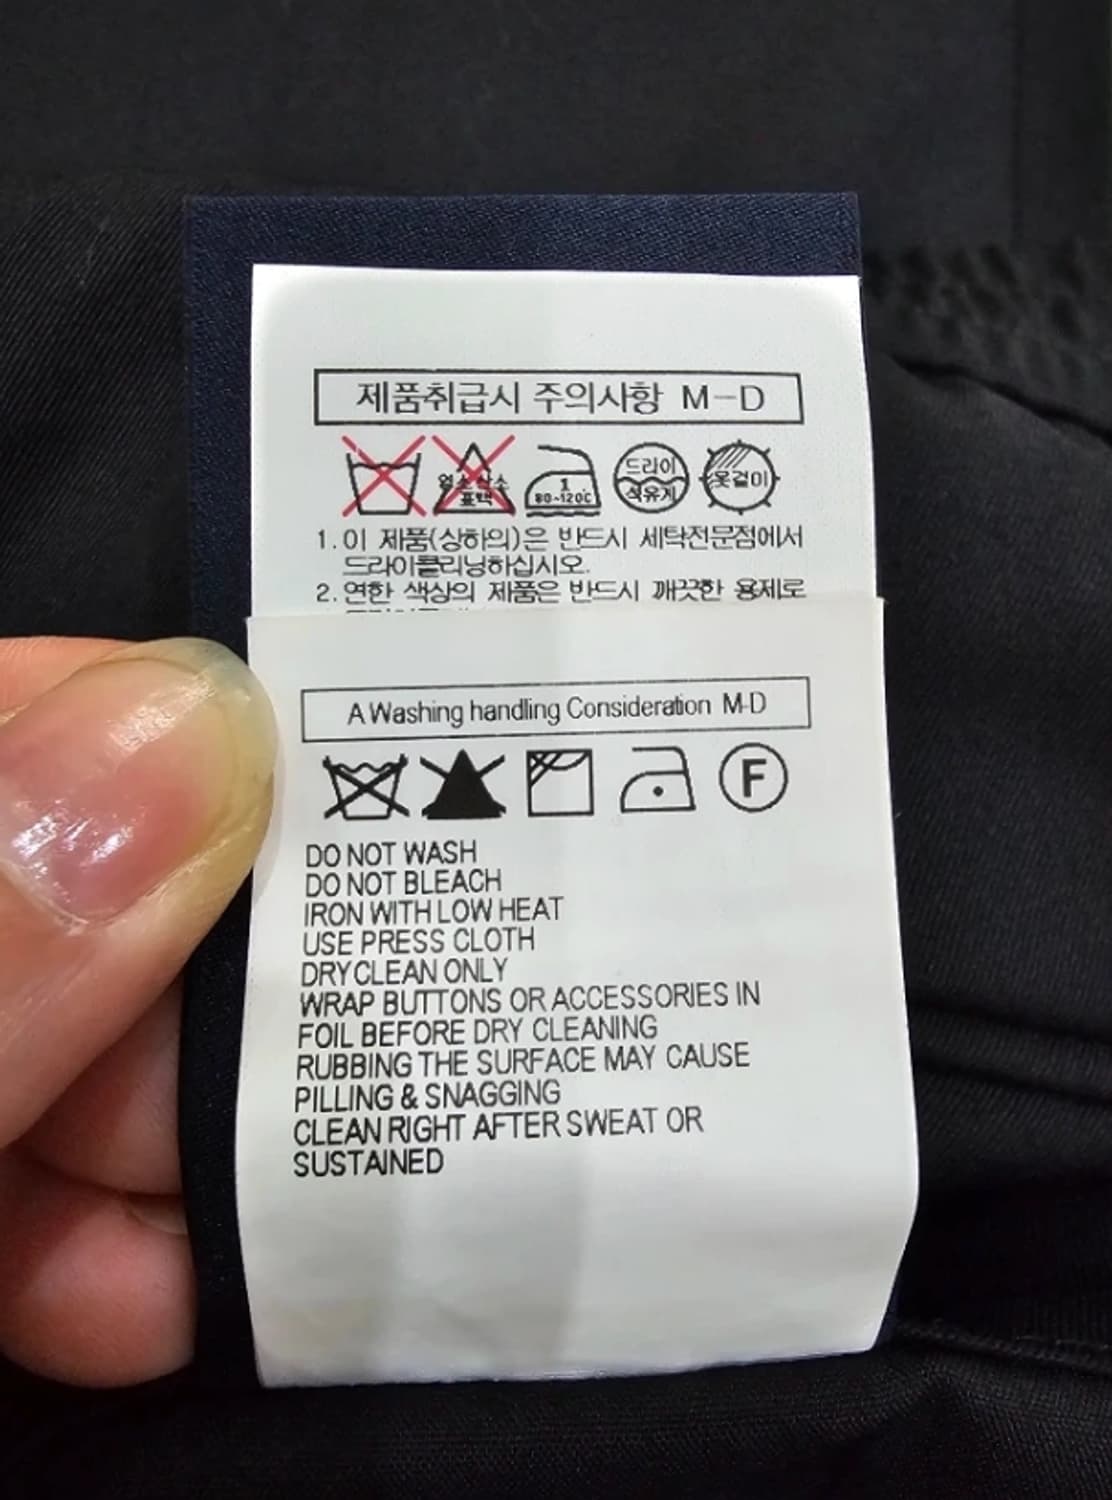 제품취급시 주의사항 M-D
염소산소
표백
1
80~120C
드라이
석유계
옷걸이
1. 이 제품(상하의)은 반드시 세탁전문점에서
드라이클리닝하십시오.
2. 연한 색상의 제품은 반드시 깨끗한 용제로
A Washing handling Consideration M-D
F
DO NOT WASH
DO NOT BLEACH
IRON WITH LOW HEAT
USE PRESS CLOTH
DRY CLEAN ONLY
WRAP BUTTONS OR ACCESSORIES IN
FOIL BEFORE DRY CLEANING
RUBBING THE SURFACE MAY CAUSE
PILLING & SNAGGING
CLEAN RIGHT AFTER SWEAT OR
SUSTAINED